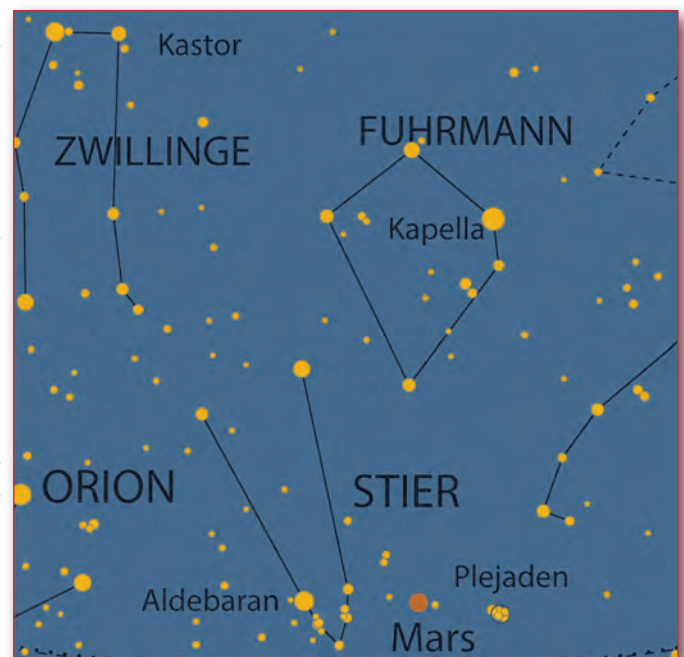 Kastor
FUHRMANN
ZWILLINGE
Kapella
ORION
STIER
Plejaden
Aldebaran
Mars